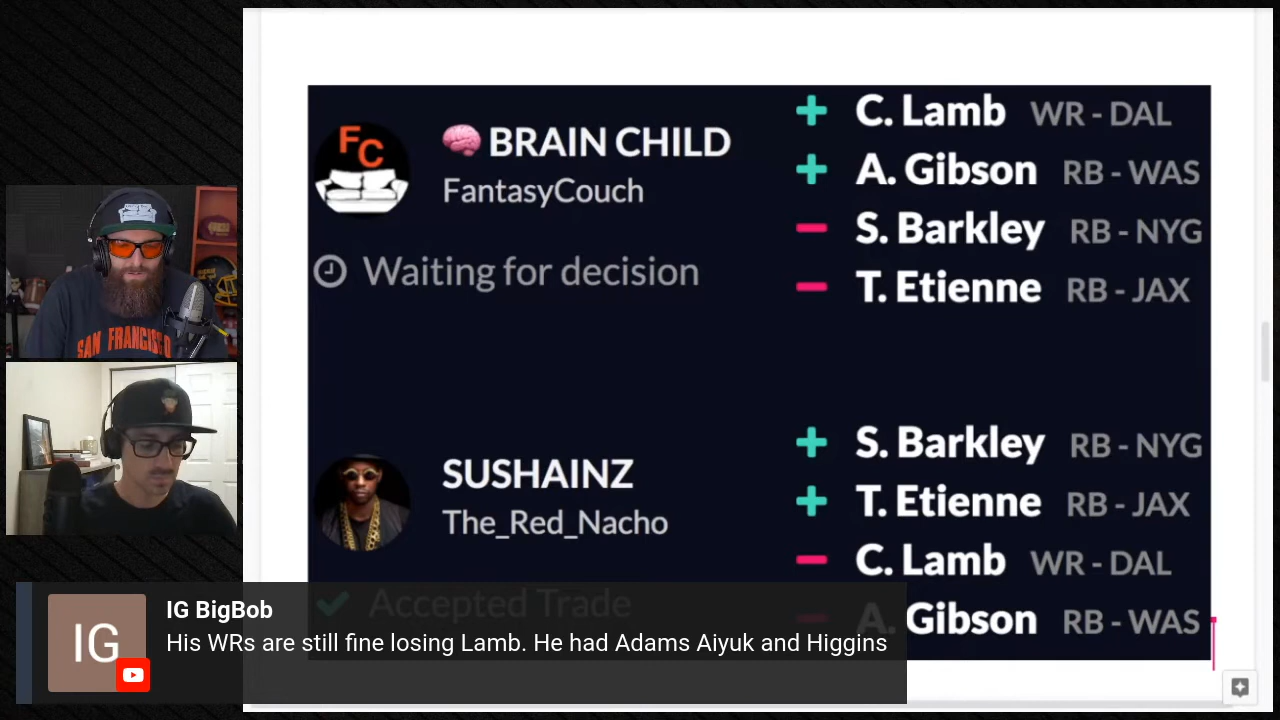 FC
🧠 BRAIN CHILD
FantasyCouch
Waiting for decision
+ C. Lamb WR - DAL
+ A. Gibson RB - WAS
- S. Barkley RB - NYG
- T. Etienne RB - JAX
SUSHAINZ
The_Red_Nacho
Accepted Trade
+ S. Barkley RB - NYG
+ T. Etienne RB - JAX
- C. Lamb WR - DAL
- A. Gibson RB - WAS
SAN FRANCISCO
IG
IG BigBob
His WRs are still fine losing Lamb. He had Adams Aiyuk and Higgins